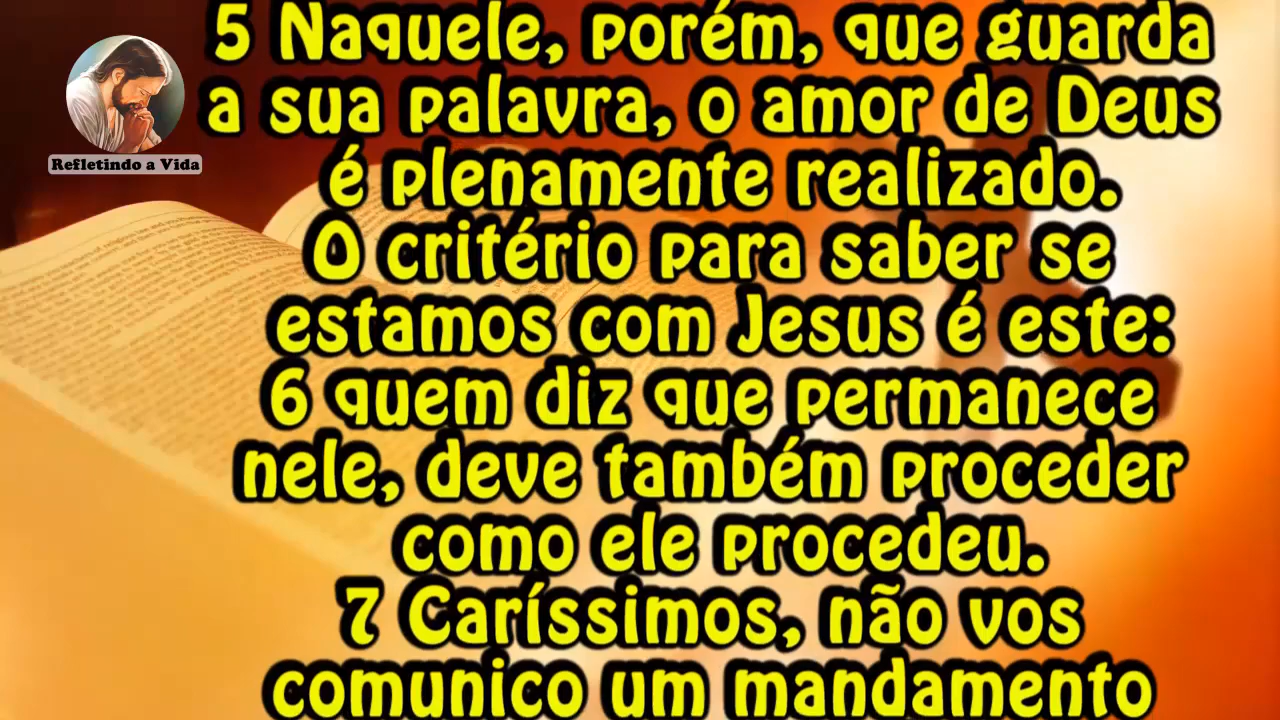 5 Naquele, porém, que guarda
a sua palavra, o amor de Deus
é plenamente realizado.
O critério para saber se
estamos com Jesus é este:
6 quem diz que permanece
nele, deve também proceder
como ele procedeu.
7 Caríssimos, não vos
comunico um mandamento
Refletindo a Vida